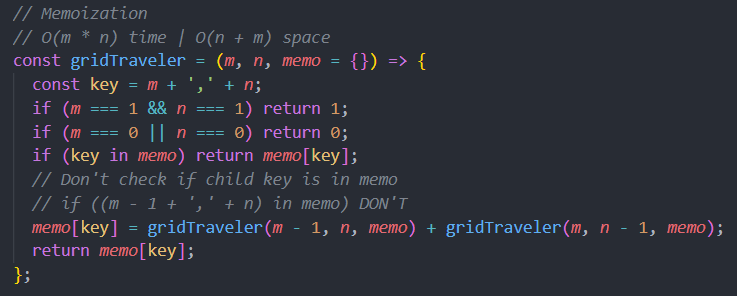 // Memoization
// O(m * n) time | O(n + m) space
const gridTraveler = (m, n, memo = {}) => {
  const key = m + ',' + n;
  if (m === 1 && n === 1) return 1;
  if (m === 0 || n === 0) return 0;
  if (key in memo) return memo[key];
  // Don't check if child key is in memo
  // if ((m - 1 + ',' + n) in memo) DON'T
  memo[key] = gridTraveler(m - 1, n, memo) + gridTraveler(m, n - 1, memo);
  return memo[key];
};